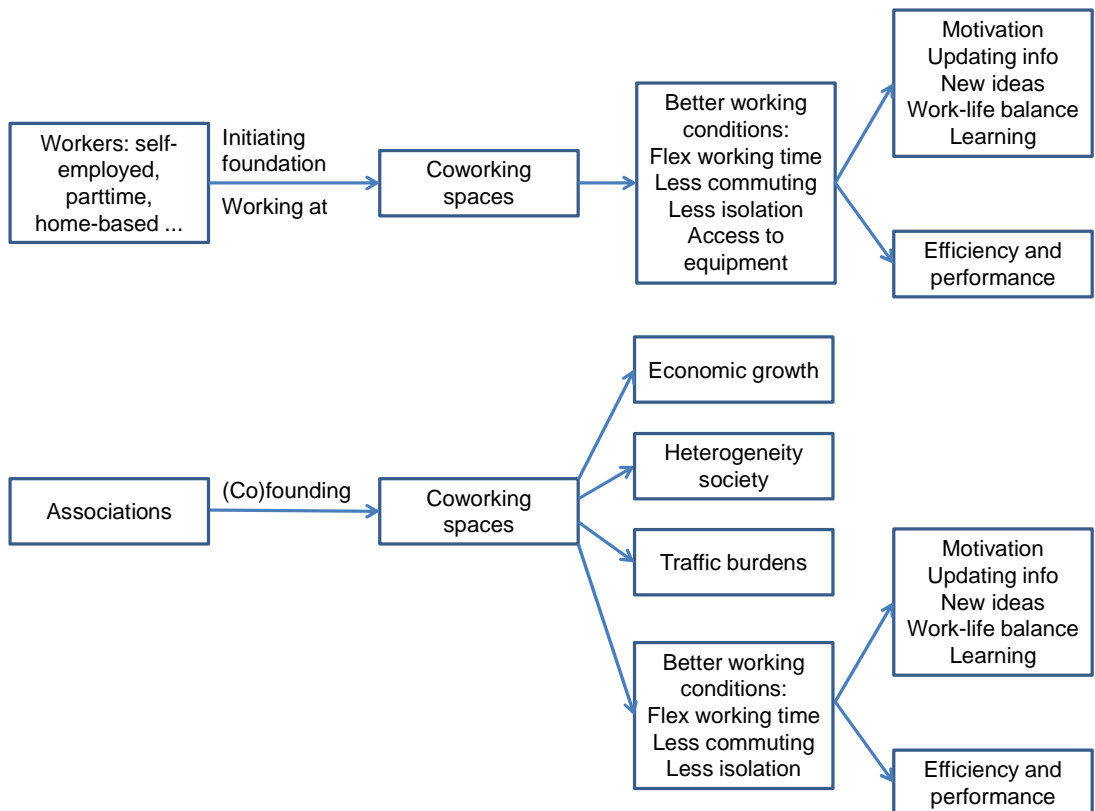 Workers: self-
employed,
parttime,
home-based ...
Initiating
foundation
Working at
Coworking
spaces
Better working
conditions:
Flex working time
Less commuting
Less isolation
Access to
equipment
Motivation
Updating info
New ideas
Work-life balance
Learning
Efficiency and
performance
Associations
(Co)founding
Coworking
spaces
Economic growth
Heterogeneity
society
Traffic burdens
Better working
conditions:
Flex working time
Less commuting
Less isolation
Motivation
Updating info
New ideas
Work-life balance
Learning
Efficiency and
performance